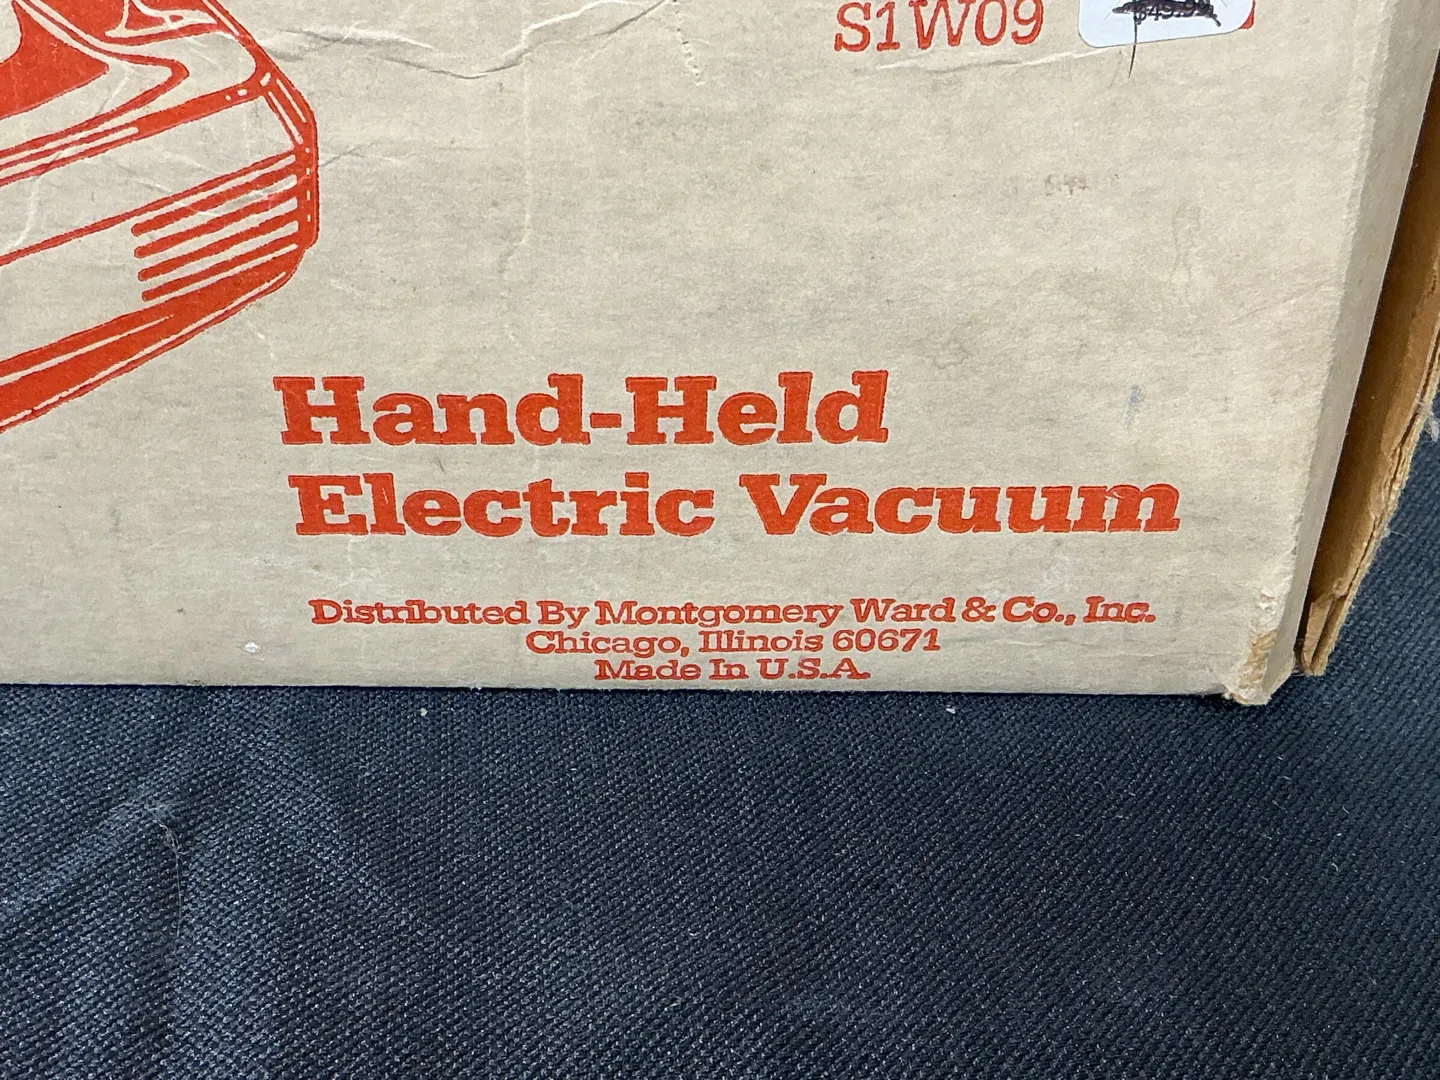 S1W09
Hand-Held
Electric Vacuum
Distributed By Montgomery Ward & Co., Inc.
Chicago, Illinois 60671
Made In U.S.A.